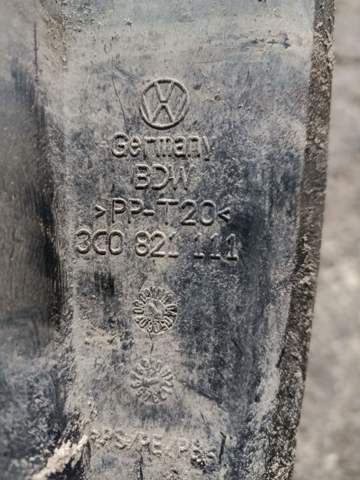 Germany
BDW
>PP-T20<
3C0 821 111